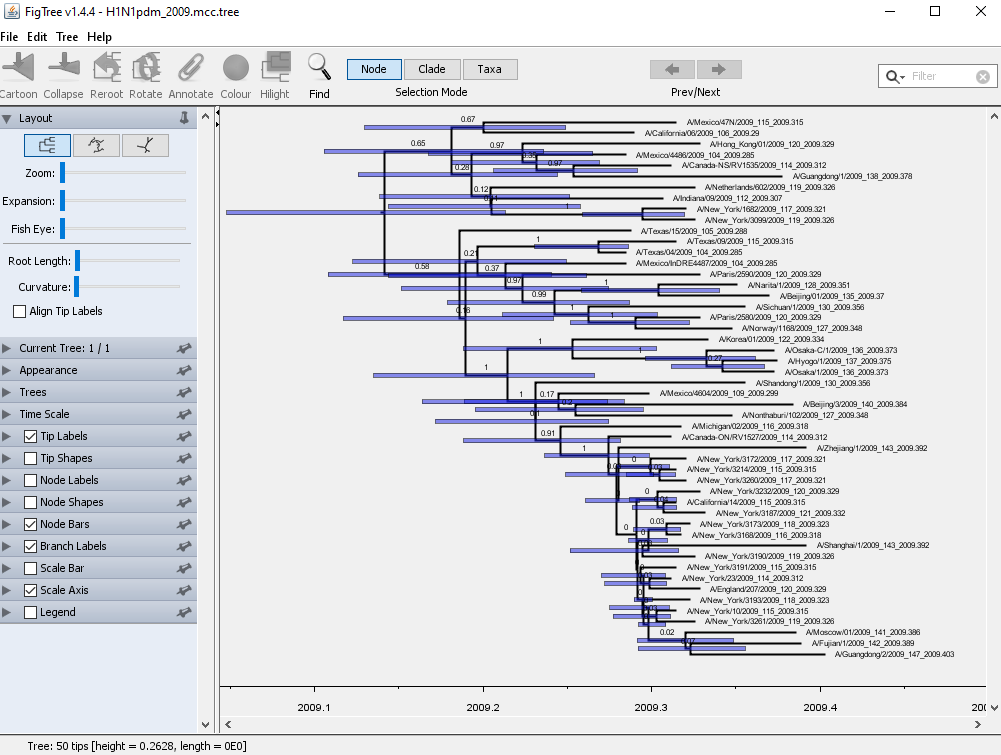 FigTree v1.4.4 - H1N1pdm_2009.mcc.tree
File Edit Tree Help
Cartoon Collapse Reroot Rotate Annotate Colour Hilight Find
Node Clade Taxa
Selection Mode
Prev/Next
Filter
Layout
Zoom:
Expansion:
Fish Eye:
Root Length:
Curvature:
Align Tip Labels
Current Tree: 1 / 1
Appearance
Trees
Time Scale
Tip Labels
Tip Shapes
Node Labels
Node Shapes
Node Bars
Branch Labels
Scale Bar
Scale Axis
Legend
0.67 A/Mexico/47N/2009_115_2009.315
A/California/06/2009_106_2009.29
0.65 0.97 A/Hong_Kong/01/2009_120_2009.329
A/Mexico/4486/2009_104_2009.285
0.28 0.97 A/Canada-NS/RV1535/2009_114_2009.312
A/Guangdong/1/2009_138_2009.378
0.12 A/Netherlands/602/2009_119_2009.326
A/Indiana/09/2009_112_2009.307
1 A/New_York/1682/2009_117_2009.321
A/New_York/3099/2009_119_2009.326
A/Texas/15/2009_105_2009.288
1 A/Texas/09/2009_115_2009.315
0.21 A/Texas/04/2009_104_2009.285
A/Mexico/InDRE4487/2009_104_2009.285
0.58 0.37 A/Paris/2590/2009_120_2009.329
0.97 1 A/Narita/1/2009_128_2009.351
0.99 A/Beijing/01/2009_135_2009.37
1 A/Sichuan/1/2009_130_2009.356
0.16 1 A/Paris/2580/2009_120_2009.329
A/Norway/1168/2009_127_2009.348
1 A/Korea/01/2009_122_2009.334
1 A/Osaka-C/1/2009_136_2009.373
0.27 A/Hyogo/1/2009_137_2009.375
1 A/Osaka/1/2009_136_2009.373
A/Shandong/1/2009_130_2009.356
1 0.17 A/Mexico/4604/2009_109_2009.299
A/Beijing/3/2009_140_2009.384
A/Nonthaburi/102/2009_127_2009.348
A/Michigan/02/2009_116_2009.318
0.91 A/Canada-ON/RV1527/2009_114_2009.312
1 A/Zhejiang/1/2009_143_2009.392
0 A/New_York/3172/2009_117_2009.321
A/New_York/3214/2009_115_2009.315
A/New_York/3260/2009_117_2009.321
0 A/New_York/3232/2009_120_2009.329
A/California/14/2009_115_2009.315
A/New_York/3187/2009_121_2009.332
0 0.03 A/New_York/3173/2009_118_2009.323
A/New_York/3168/2009_116_2009.318
A/Shanghai/1/2009_143_2009.392
A/New_York/3190/2009_119_2009.326
A/New_York/3191/2009_115_2009.315
A/New_York/23/2009_114_2009.312
A/England/207/2009_120_2009.329
A/New_York/3193/2009_118_2009.323
A/New_York/10/2009_115_2009.315
A/New_York/3261/2009_119_2009.326
0.02 A/Moscow/01/2009_141_2009.386
A/Fujian/1/2009_142_2009.389
A/Guangdong/2/2009_147_2009.403
2009.1 2009.2 2009.3 2009.4
Tree: 50 tips [height = 0.2628, length = 0E0]